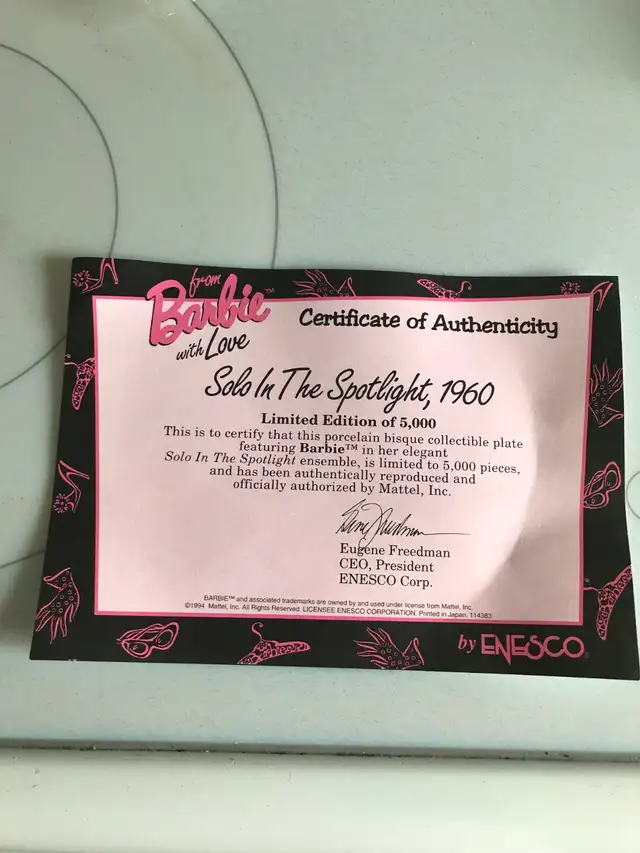 from
Barbie™
with Love
Certificate of Authenticity
Solo In The Spotlight, 1960
Limited Edition of 5,000
This is to certify that this porcelain bisque collectible plate
featuring Barbie™ in her elegant
Solo In The Spotlight ensemble, is limited to 5,000 pieces,
and has been authentically reproduced and
officially authorized by Mattel, Inc.
Eugene Freedman
CEO, President
ENESCO Corp.
BARBIE™ and associated trademarks are owned by and used under license from Mattel, Inc.
©1994 Mattel, Inc. All Rights Reserved. LICENSEE ENESCO CORPORATION. Printed in Japan. 114383
by ENESCO®